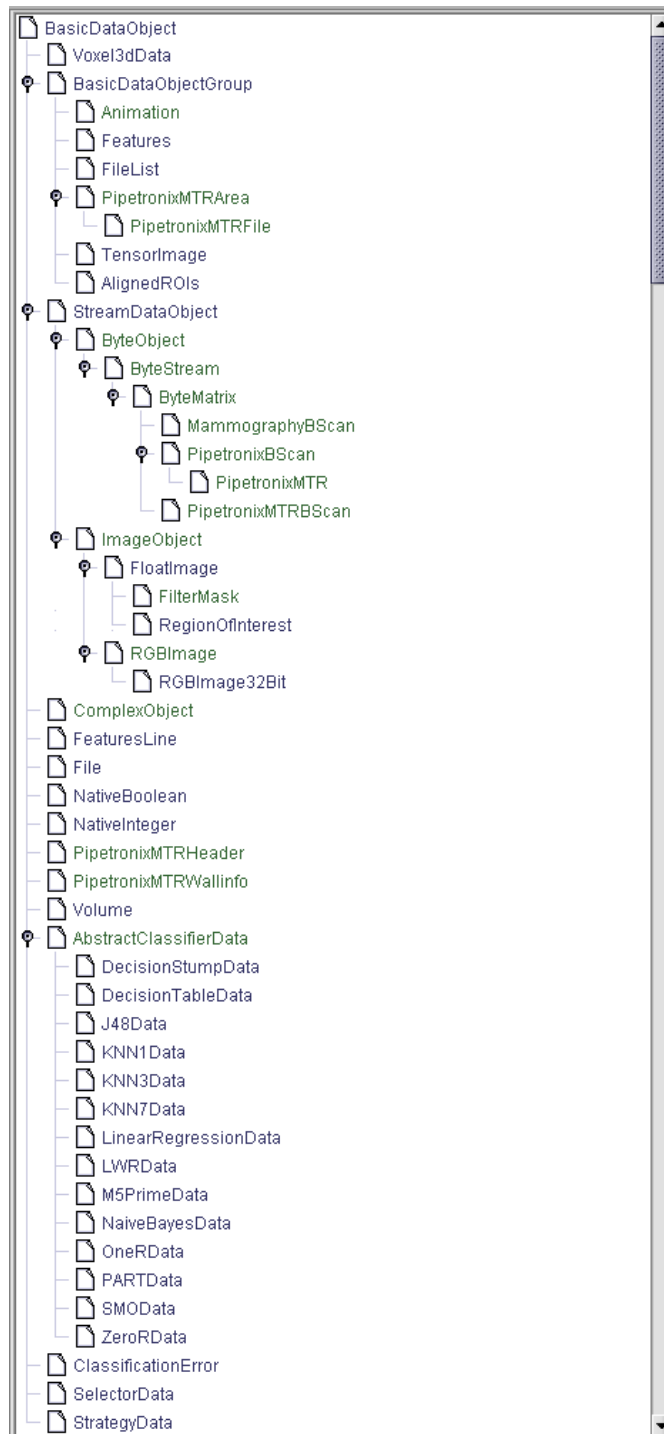 BasicDataObject
Voxel3dData
BasicDataObjectGroup
Animation
Features
FileList
PipetronixMTRArea
PipetronixMTRFile
TensorImage
AlignedROIs
StreamDataObject
ByteObject
ByteStream
ByteMatrix
MammographyBScan
PipetronixBScan
PipetronixMTR
PipetronixMTRBScan
ImageObject
FloatImage
FilterMask
RegionOfInterest
RGBImage
RGBImage32Bit
ComplexObject
FeaturesLine
File
NativeBoolean
NativeInteger
PipetronixMTRHeader
PipetronixMTRWallinfo
Volume
AbstractClassifierData
DecisionStumpData
DecisionTableData
J48Data
KNN1Data
KNN3Data
KNN7Data
LinearRegressionData
LWRData
M5PrimeData
NaiveBayesData
OneRData
PARTData
SMOData
ZeroRData
ClassificationError
SelectorData
StrategyData